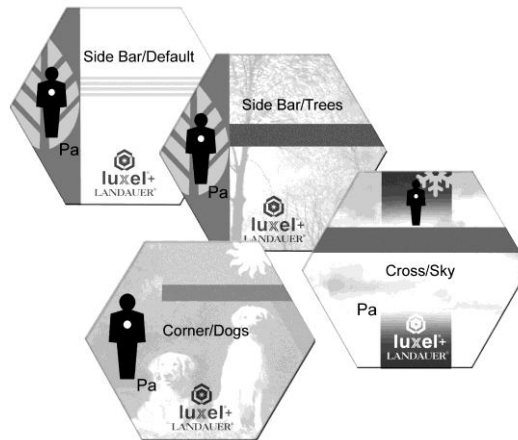 Side Bar/Default
Pa
luxel+
LANDAUER®
Side Bar/Trees
Pa
luxel+
LANDAUER®
Cross/Sky
Pa
luxel+
LANDAUER®
Corner/Dogs
Pa
luxel+
LANDAUER®